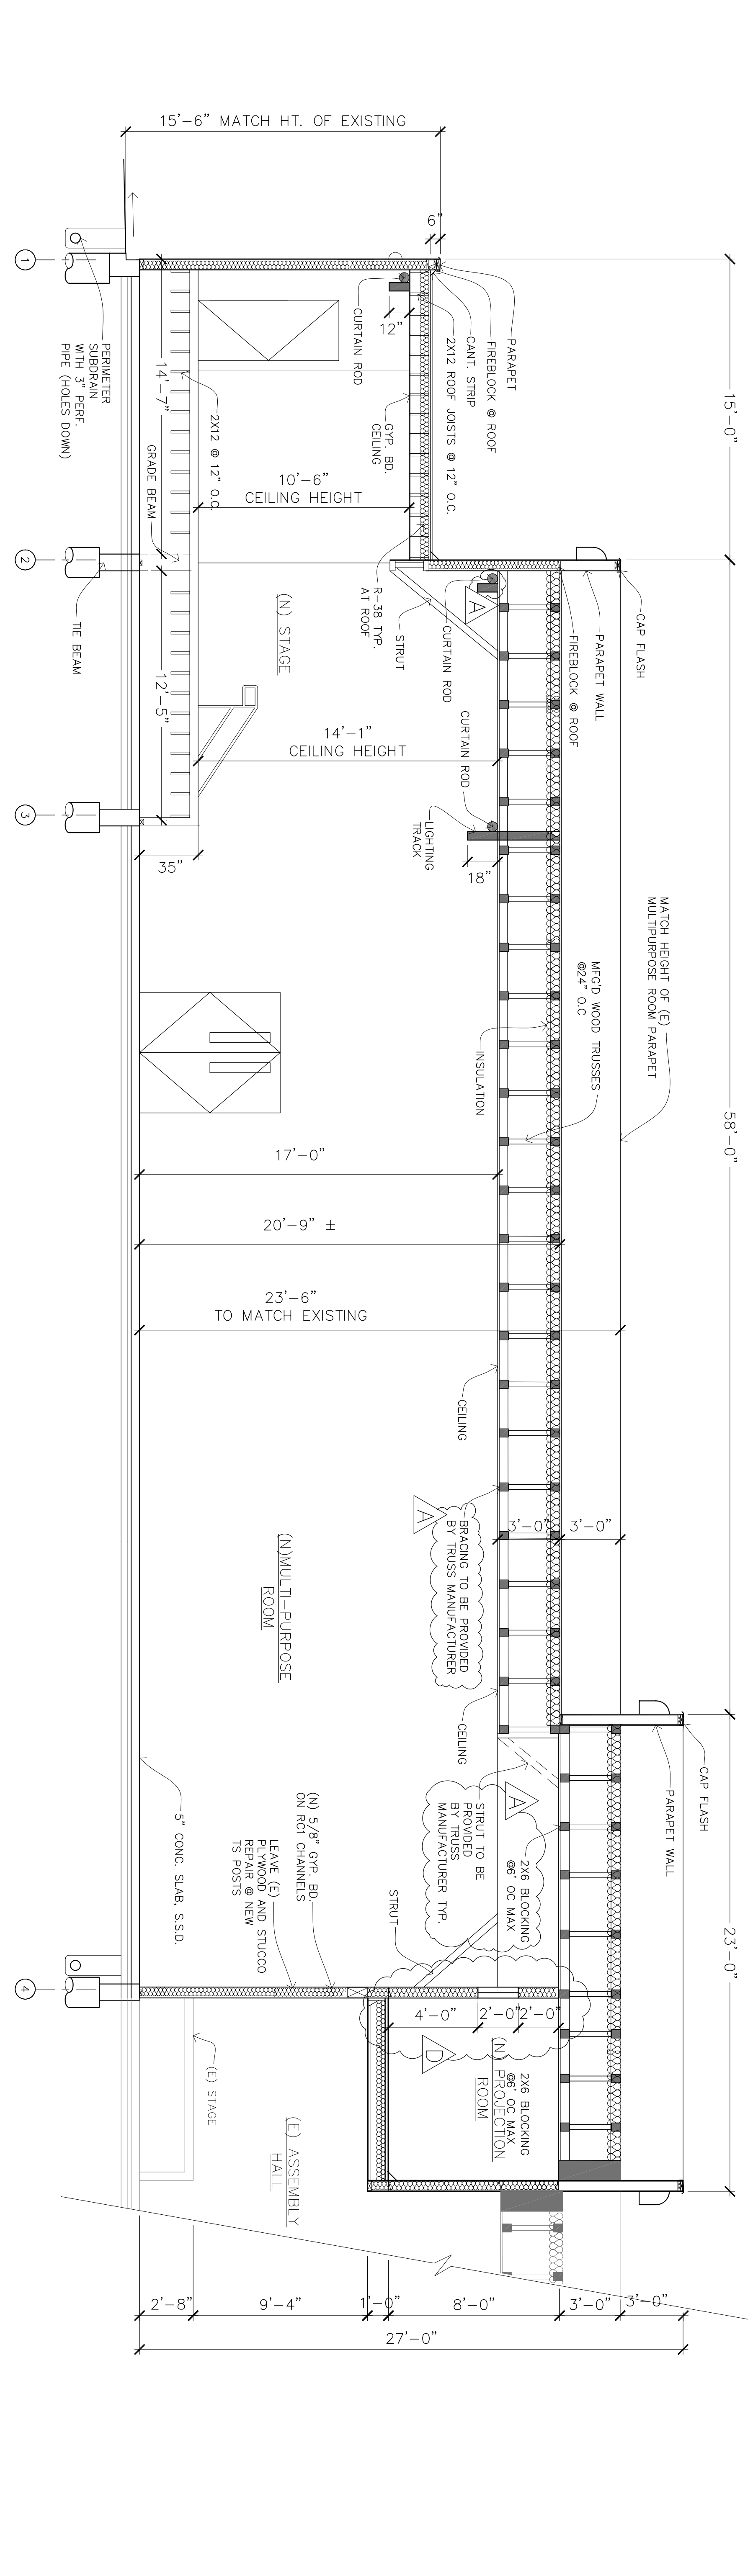 15'-6" MATCH HT. OF EXISTING
6"
1
PARAPET
FIREBLOCK @ ROOF
CANT. STRIP
2X12 ROOF JOISTS @ 12" O.C.
15'-0"
12"
CURTAIN ROD
GYP. BD.
CEILING
PERIMETER
SUBDRAIN
WITH 3" PERF.
PIPE (HOLES DOWN)
14'-7"
2X12 @ 12" O.C.
GRADE BEAM
10'-6"
CEILING HEIGHT
2
TIE BEAM
R-38 TYP.
AT ROOF
STRUT
(N) STAGE
A
CURTAIN ROD
FIREBLOCK @ ROOF
PARAPET WALL
CAP FLASH
12'-5"
14'-1"
CEILING HEIGHT
CURTAIN ROD
LIGHTING
TRACK
3
35"
18"
MATCH HEIGHT OF (E)
MULTIPURPOSE ROOM PARAPET
MFG'D WOOD TRUSSES
@24" O.C
INSULATION
58'-0"
17'-0"
20'-9" ±
23'-6"
TO MATCH EXISTING
CEILING
A
BRACING TO BE PROVIDED
BY TRUSS MANUFACTURER
3'-0"
3'-0"
(N)MULTI-PURPOSE
ROOM
CEILING
CAP FLASH
PARAPET WALL
A
STRUT TO BE
PROVIDED
BY TRUSS
MANUFACTURER TYP.
2X6 BLOCKING
@6' OC MAX
5" CONC. SLAB, S.S.D.
(N) 5/8" GYP. BD.
ON RC1 CHANNELS
LEAVE (E)
PLYWOOD AND STUCCO
REPAIR @ NEW
TS POSTS
STRUT
23'-0"
4
4'-0"
2'-0"
2'-0"
D
(N) PROJECTION
ROOM
2X6 BLOCKING
@6' OC MAX
(E) STAGE
(E) ASSEMBLY
HALL
2'-8"
9'-4"
1'-0"
8'-0"
3'-0"
3'-0"
27'-0"